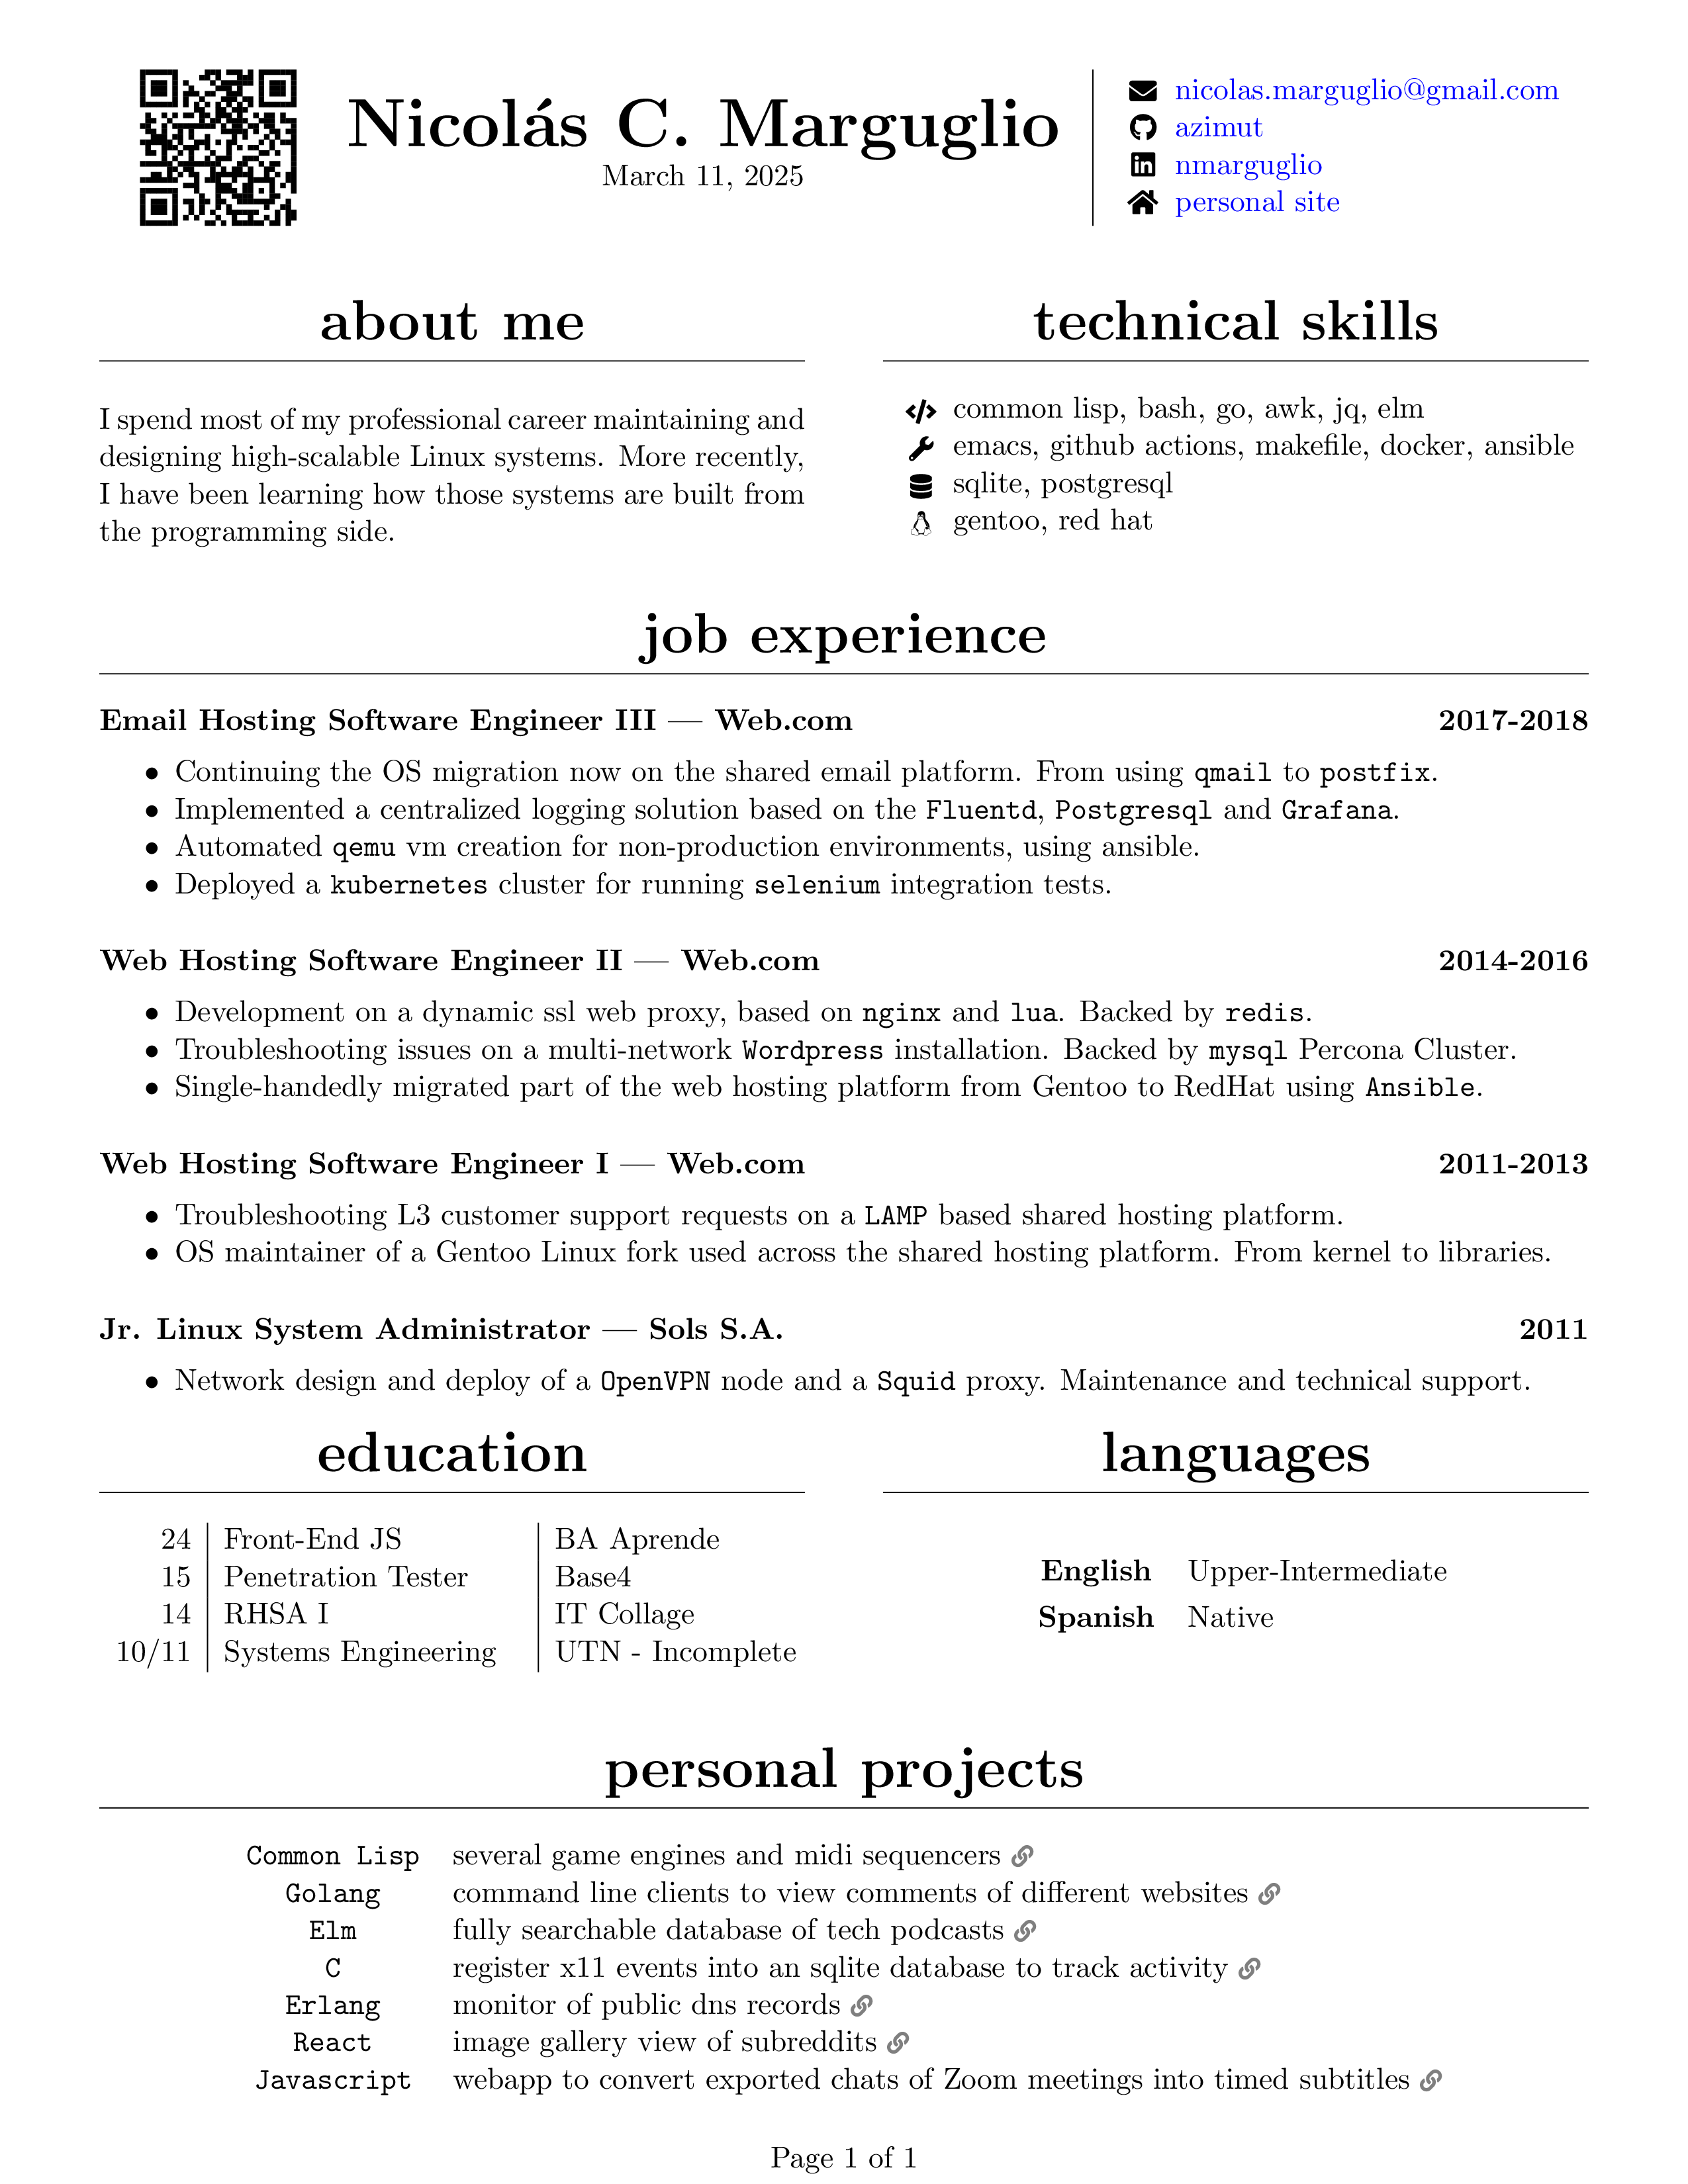 Nicolás C. Marguglio
March 11, 2025
nicolas.marguglio@gmail.com
azimut
nmarguglio
personal site
about me
I spend most of my professional career maintaining and
designing high-scalable Linux systems. More recently,
I have been learning how those systems are built from
the programming side.
technical skills
common lisp, bash, go, awk, jq, elm
emacs, github actions, makefile, docker, ansible
sqlite, postgresql
gentoo, red hat
job experience
Email Hosting Software Engineer III — Web.com 2017-2018
• Continuing the OS migration now on the shared email platform. From using qmail to postfix.
• Implemented a centralized logging solution based on the Fluentd, Postgresql and Grafana.
• Automated qemu vm creation for non-production environments, using ansible.
• Deployed a kubernetes cluster for running selenium integration tests.
Web Hosting Software Engineer II — Web.com 2014-2016
• Development on a dynamic ssl web proxy, based on nginx and lua. Backed by redis.
• Troubleshooting issues on a multi-network Wordpress installation. Backed by mysql Percona Cluster.
• Single-handedly migrated part of the web hosting platform from Gentoo to RedHat using Ansible.
Web Hosting Software Engineer I — Web.com 2011-2013
• Troubleshooting L3 customer support requests on a LAMP based shared hosting platform.
• OS maintainer of a Gentoo Linux fork used across the shared hosting platform. From kernel to libraries.
Jr. Linux System Administrator — Sols S.A. 2011
• Network design and deploy of a OpenVPN node and a Squid proxy. Maintenance and technical support.
education
24 Front-End JS BA Aprende
15 Penetration Tester Base4
14 RHSA I IT Collage
10/11 Systems Engineering UTN - Incomplete
languages
English Upper-Intermediate
Spanish Native
personal projects
Common Lisp several game engines and midi sequencers
Golang command line clients to view comments of different websites
Elm fully searchable database of tech podcasts
C register x11 events into an sqlite database to track activity
Erlang monitor of public dns records
React image gallery view of subreddits
Javascript webapp to convert exported chats of Zoom meetings into timed subtitles
Page 1 of 1